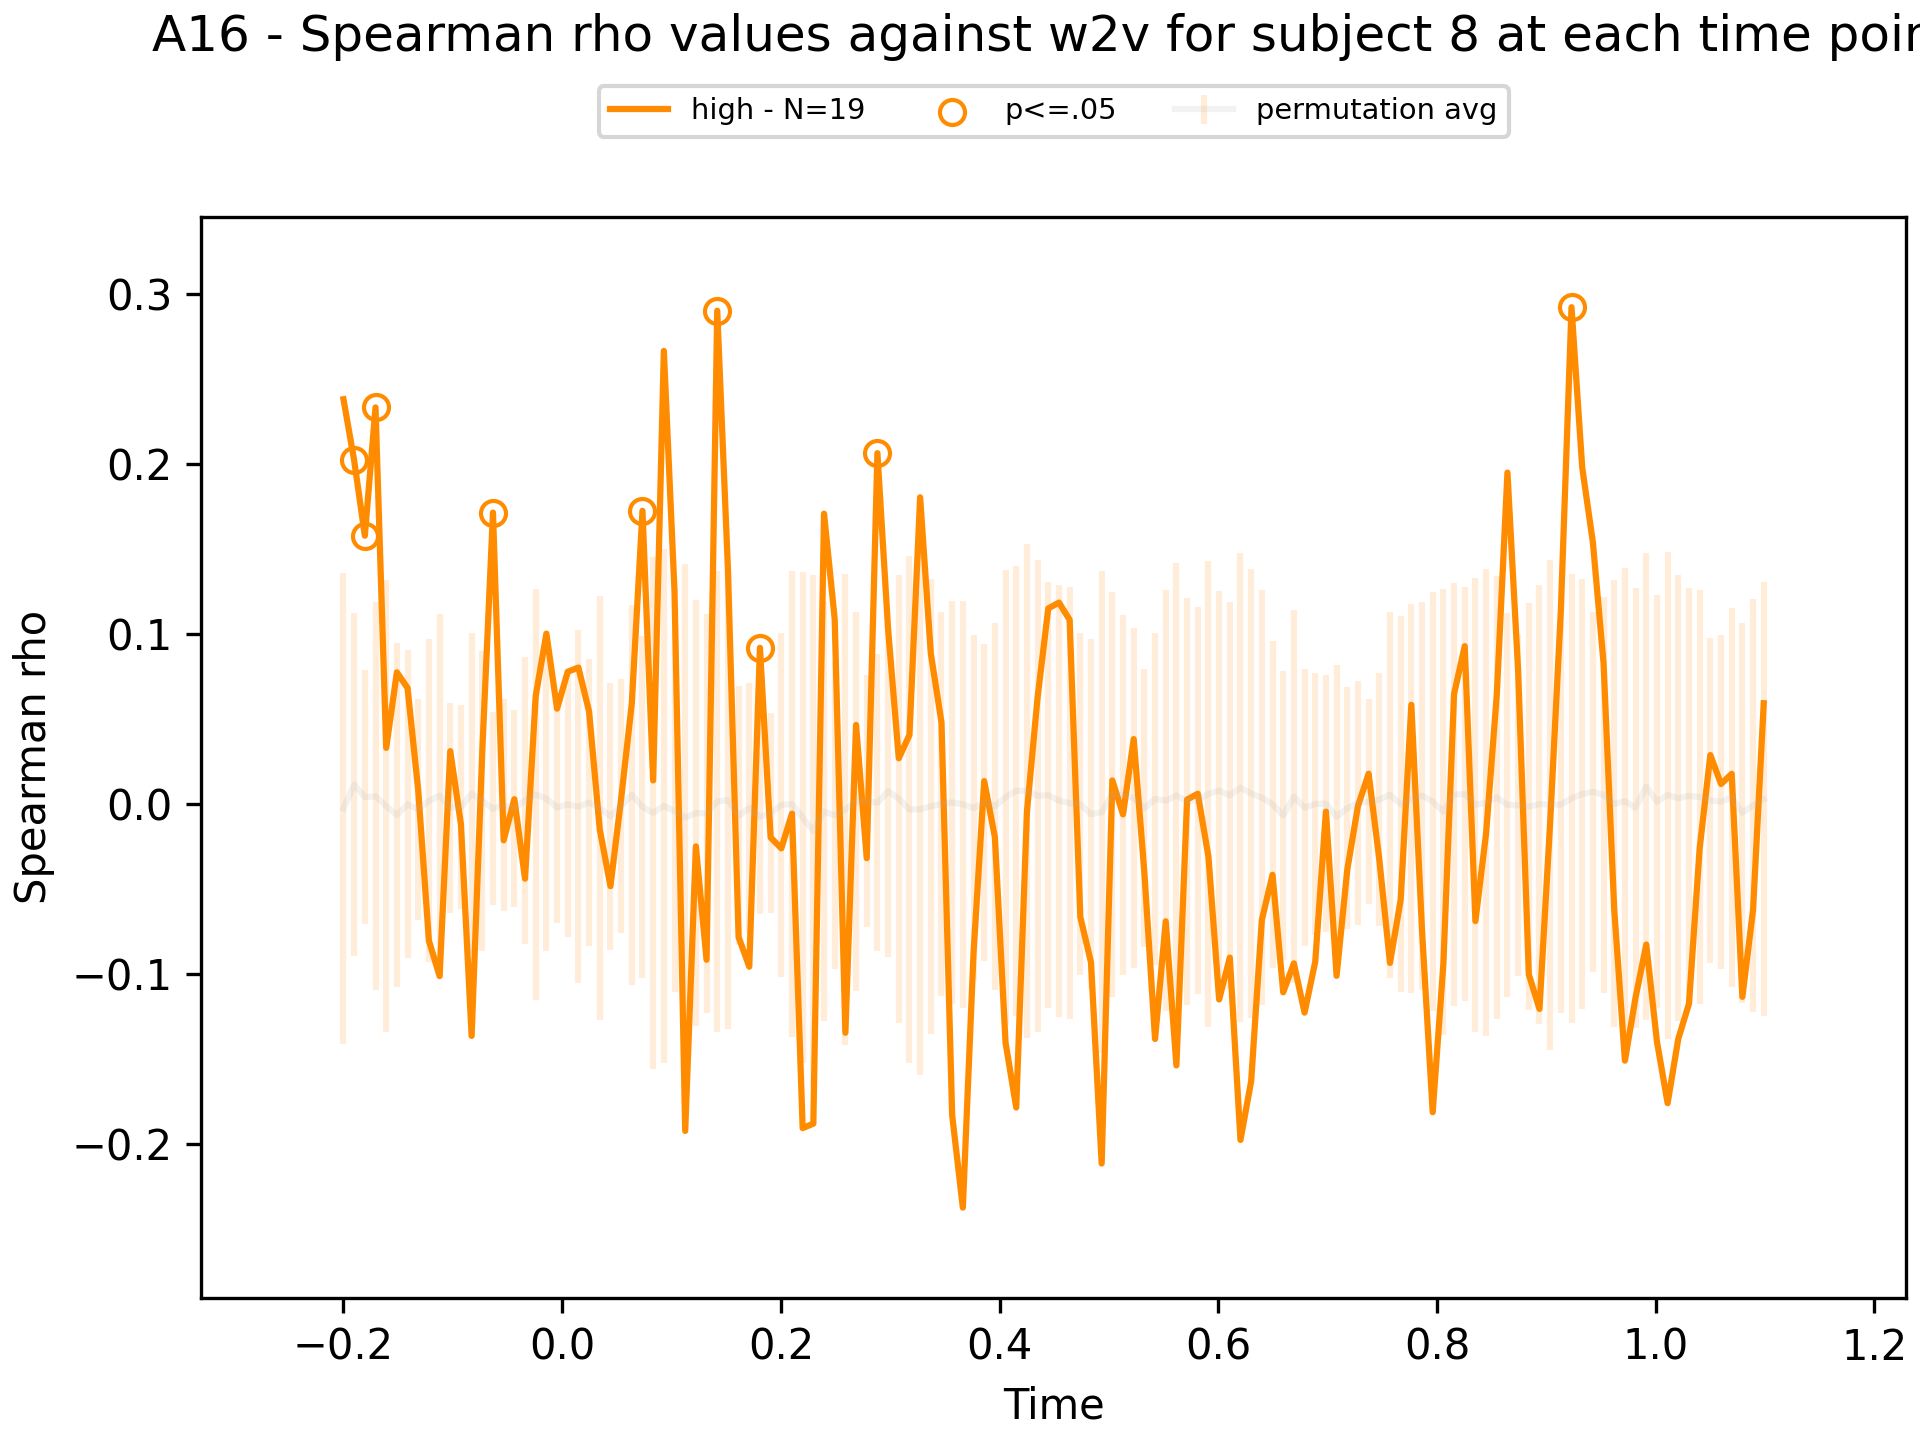 A16 - Spearman rho values against w2v for subject 8 at each time poin
high - N=19 p<=.05 permutation avg
0.3
0.2
0.1
0.0
−0.1
−0.2
Spearman rho
−0.2 0.0 0.2 0.4 0.6 0.8 1.0 1.2
Time